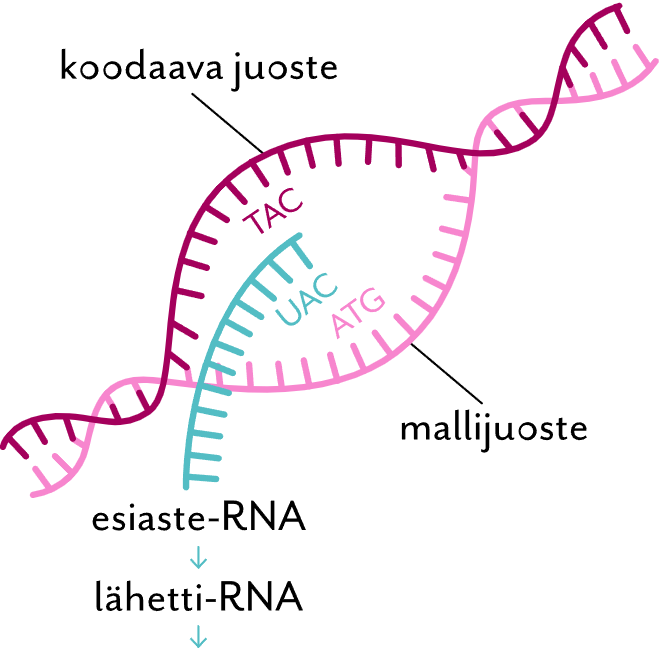 koodaava juoste
TAC
UAC
ATG
mallijuoste
esiaste-RNA
↓
lähetti-RNA
↓